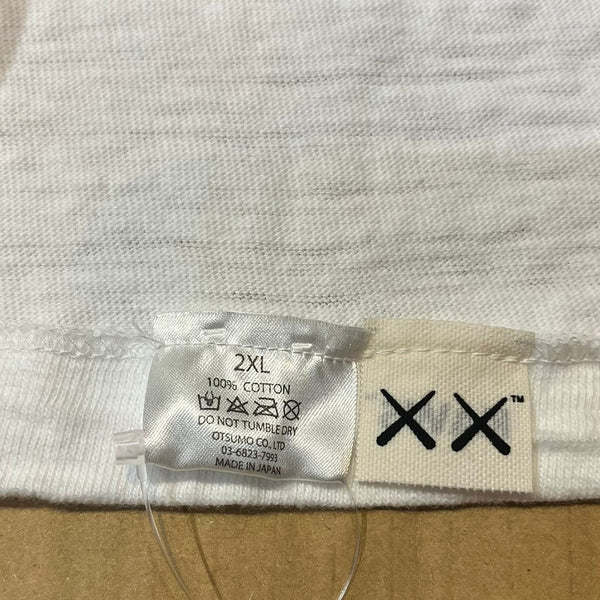 2XL
100% COTTON
DO NOT TUMBLE DRY
OTSUMO CO., LTD
03-6823-7993
MADE IN JAPAN
XX™